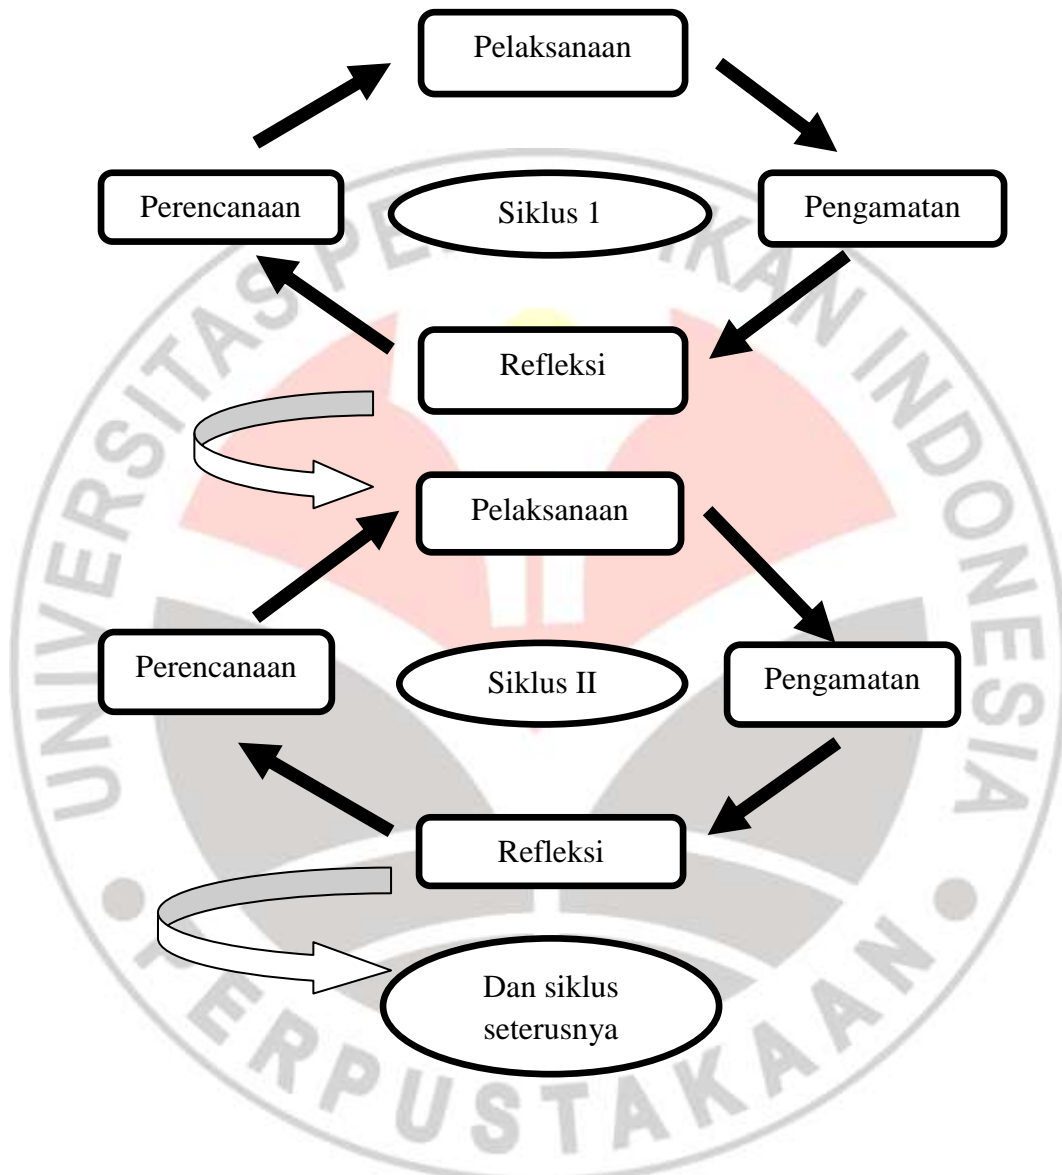 Pelaksanaan
Perencanaan
Siklus 1
Pengamatan
Refleksi
Pelaksanaan
Perencanaan
Siklus II
Pengamatan
Refleksi
Dan siklus
seterusnya
UNIVERSITAS PENDIDIKAN INDONESIA
PERPUSTAKAAN